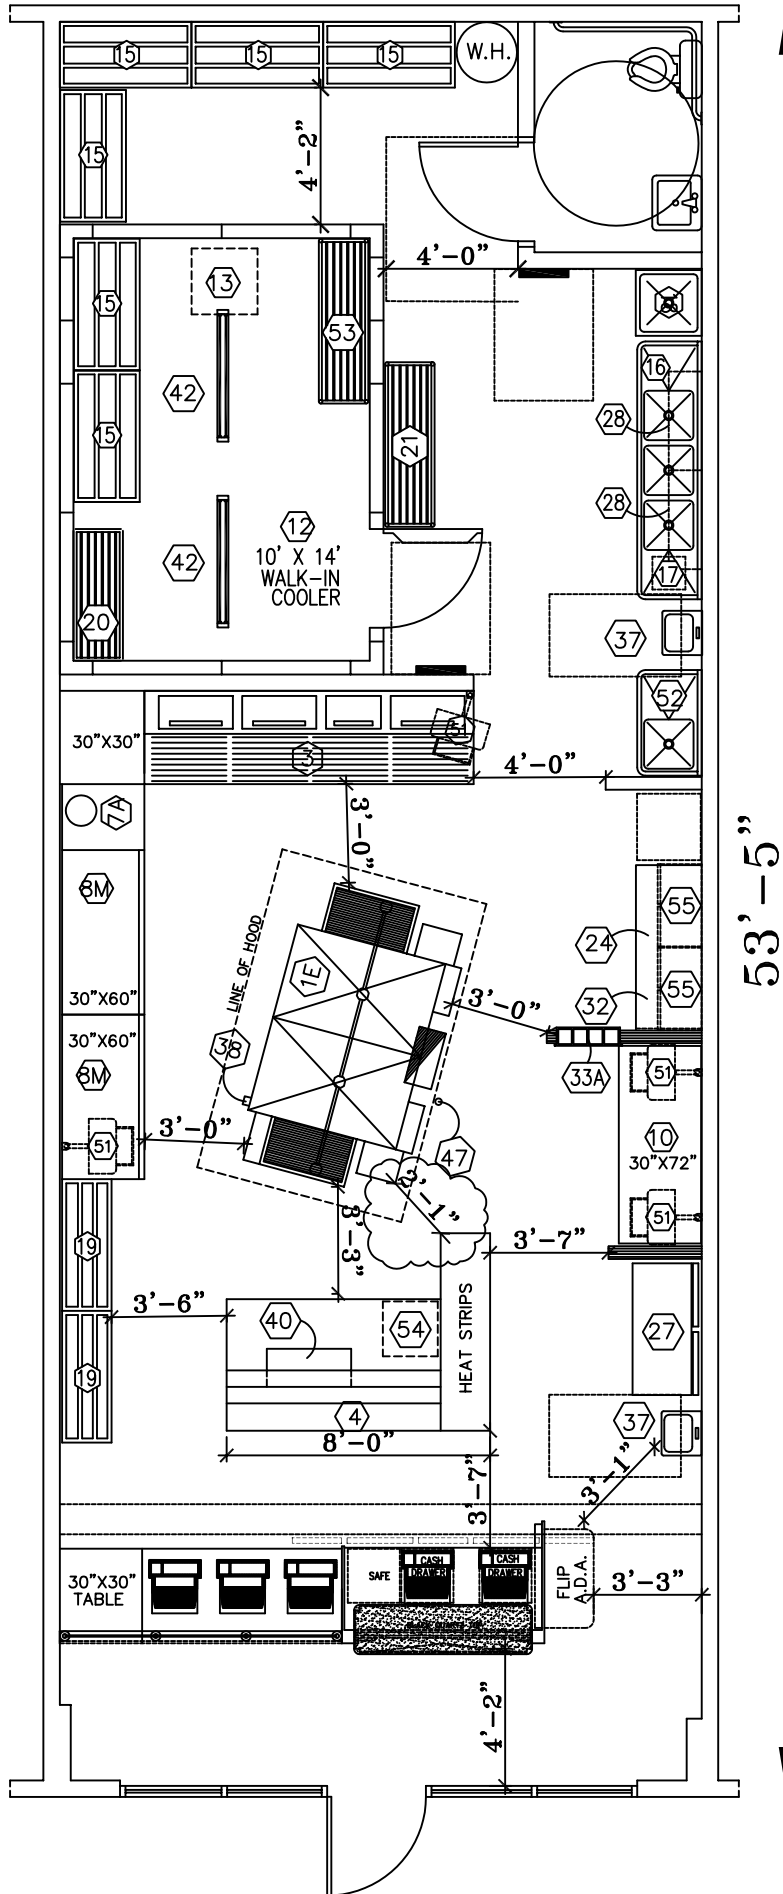 15
15
15
W.H.
15
4'-2"
4'-0"
13
15
53
42
16
28
15
21
28
12
10' X 14'
WALK-IN
COOLER
42
17
20
37
52
51
30"X30"
3
4'-0"
7A
3'-0"
8M
55
LINE OF HOOD
24
1E
30"X60"
55
3'-0"
32
30"X60"
38
33A
8M
51
53'-5"
3'-0"
51
10
30"X72"
47
2'-1"
51
19
3'-3"
3'-7"
3'-6"
40
54
HEAT STRIPS
27
19
4
37
8'-0"
3'-7"
3'-1"
30"X30"
TABLE
SAFE
CASH
DRAWER
CASH
DRAWER
FLIP
A.D.A.
3'-3"
4'-2"